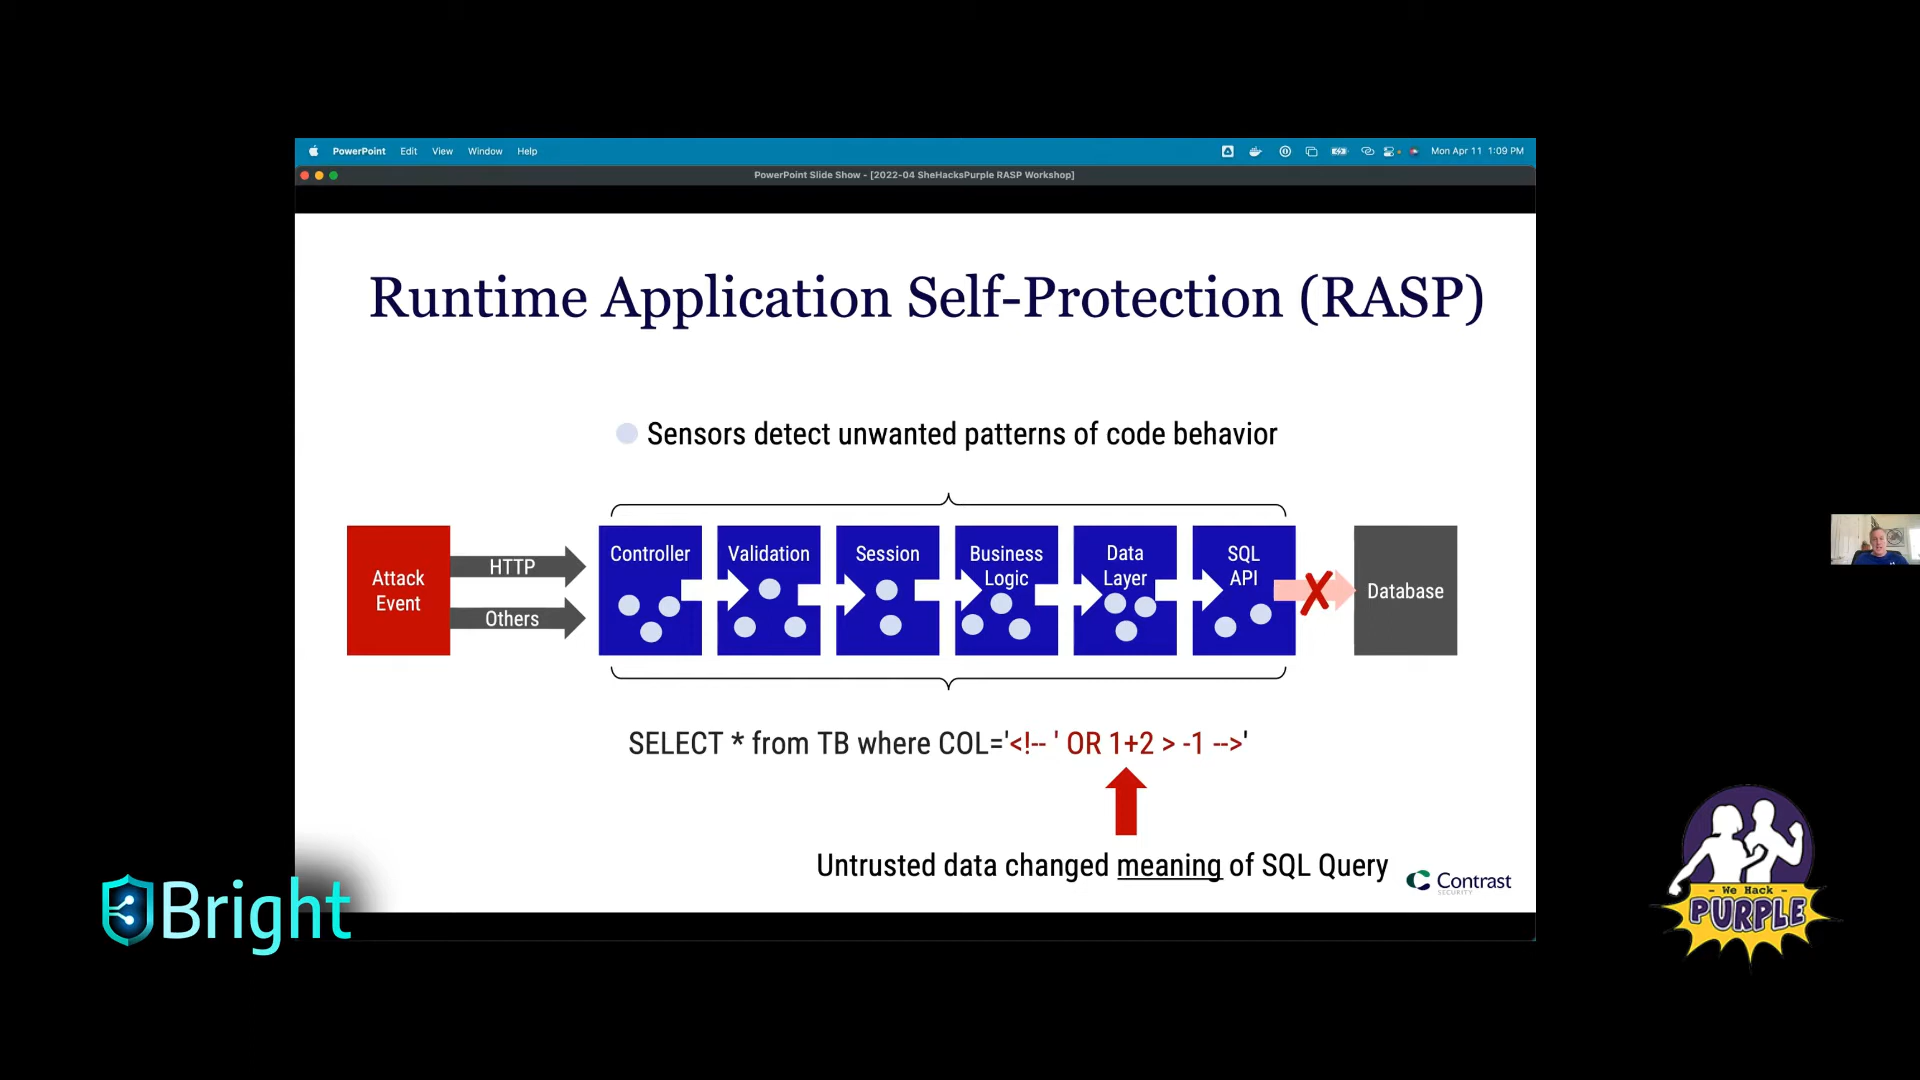 PowerPoint Edit View Window Help
Mon Apr 11 1:09 PM
PowerPoint Slide Show - [2022-04 SheHacksPurple RASP Workshop]
Runtime Application Self-Protection (RASP)
Sensors detect unwanted patterns of code behavior
Attack
Event
HTTP
Others
Controller
Validation
Session
Business
Logic
Data
Layer
SQL
API
X
Database
SELECT * from TB where COL='<!-- ' OR 1+2 > -1 -->'
Untrusted data changed meaning of SQL Query
Contrast
SECURITY
Bright
- We Hack -
PURPLE